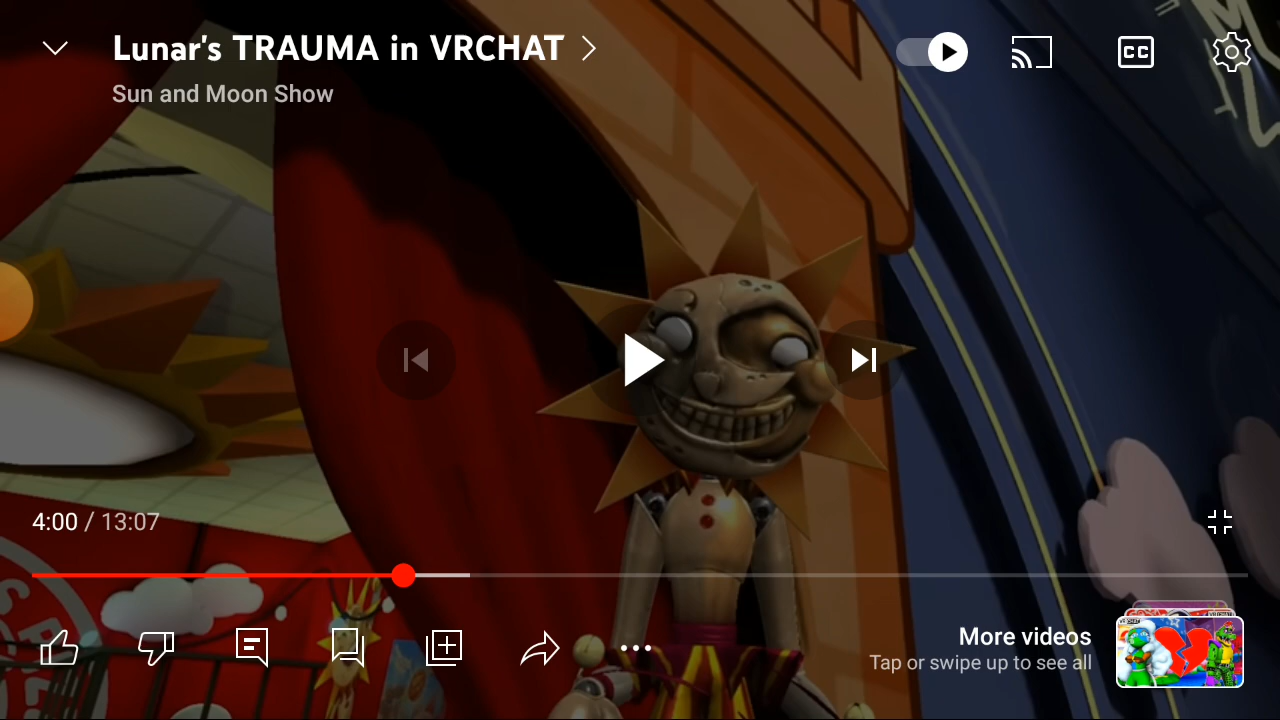 Lunar's TRAUMA in VRCHAT
Sun and Moon Show
CC
4:00 / 13:07
More videos
Tap or swipe up to see all